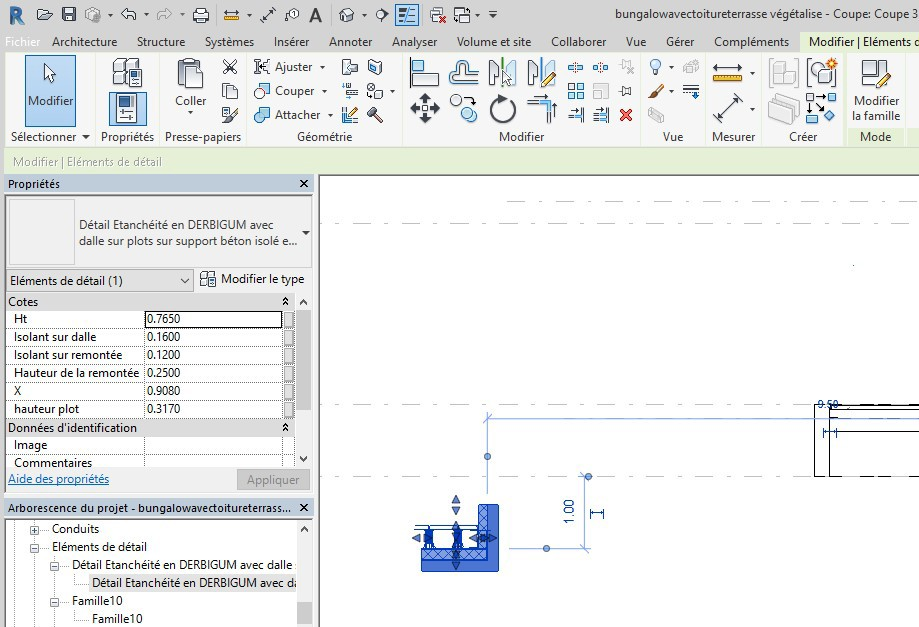 bungalowavectoitureterrasse végétalise - Coupe: Coupe 3
Fichier Architecture Structure Systèmes Insérer Annoter Analyser Volume et site Collaborer Vue Gérer Compléments Modifier | Eléments d
Modifier
Coller
Ajuster
Couper
Attacher
Modifier
la famille
Sélectionner Propriétés Presse-papiers Géométrie Modifier Vue Mesurer Créer Mode
Modifier | Eléments de détail
Propriétés
Détail Etanchéité en DERBIGUM avec
dalle sur plots sur support béton isolé e...
Eléments de détail (1) Modifier le type
Cotes
Ht 0.7650
Isolant sur dalle 0.1600
Isolant sur remontée 0.1200
Hauteur de la remontée 0.2500
X 0.9080
hauteur plot 0.3170
Données d'identification
Image
Commentaires
Aide des propriétés Appliquer
Arborescence du projet - bungalowavectoitureterrass...
Conduits
Eléments de détail
Détail Etanchéité en DERBIGUM avec dalle
Détail Etanchéité en DERBIGUM avec da
Famille10
Famille10
9.50
1.00